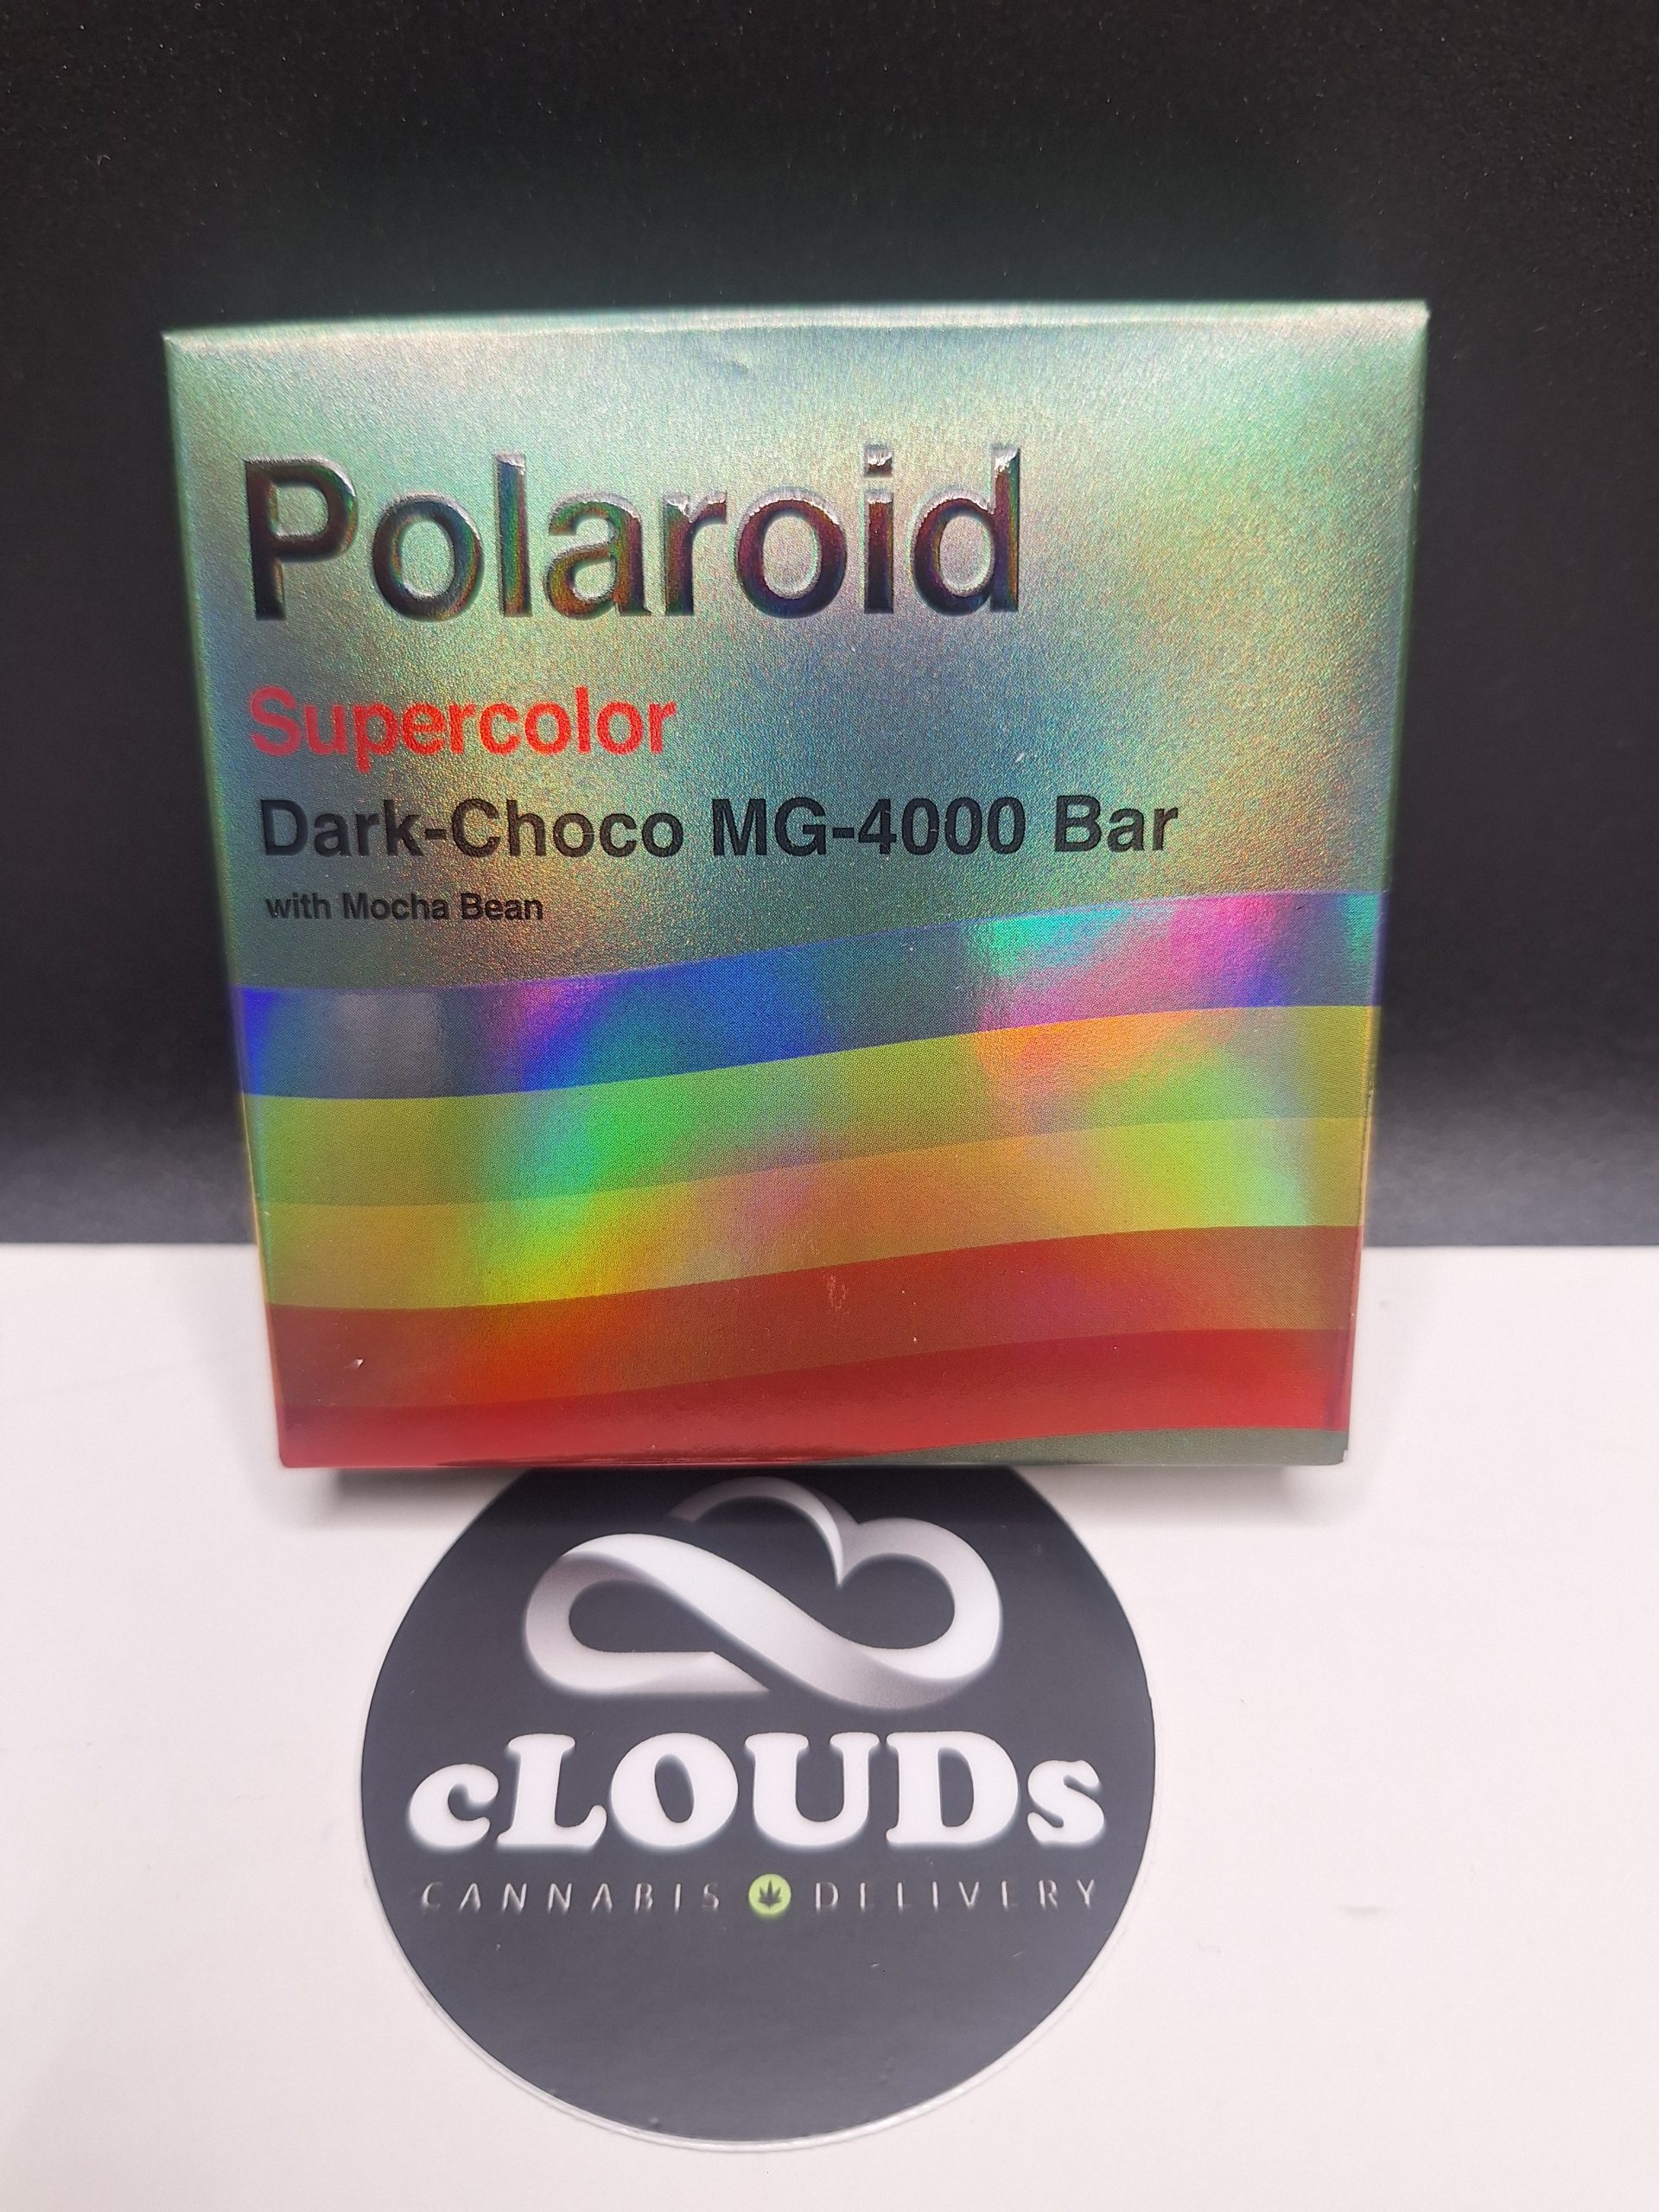 Polaroid
Supercolor
Dark-Choco MG-4000 Bar
with Mocha Bean
cLOUDs
CANNABIS DELIVERY